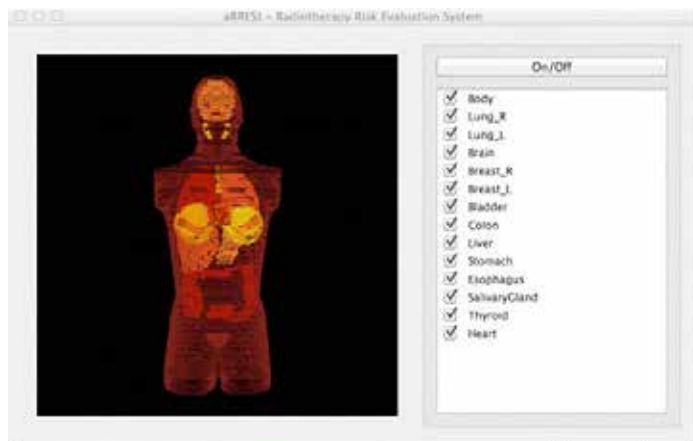 aRRESt - Radiotherapy Risk Evaluation System
On/Off
Body
Lung_R
Lung_L
Brain
Breast_R
Breast_L
Bladder
Colon
Liver
Stomach
Esophagus
SalivaryGland
Thyroid
Heart